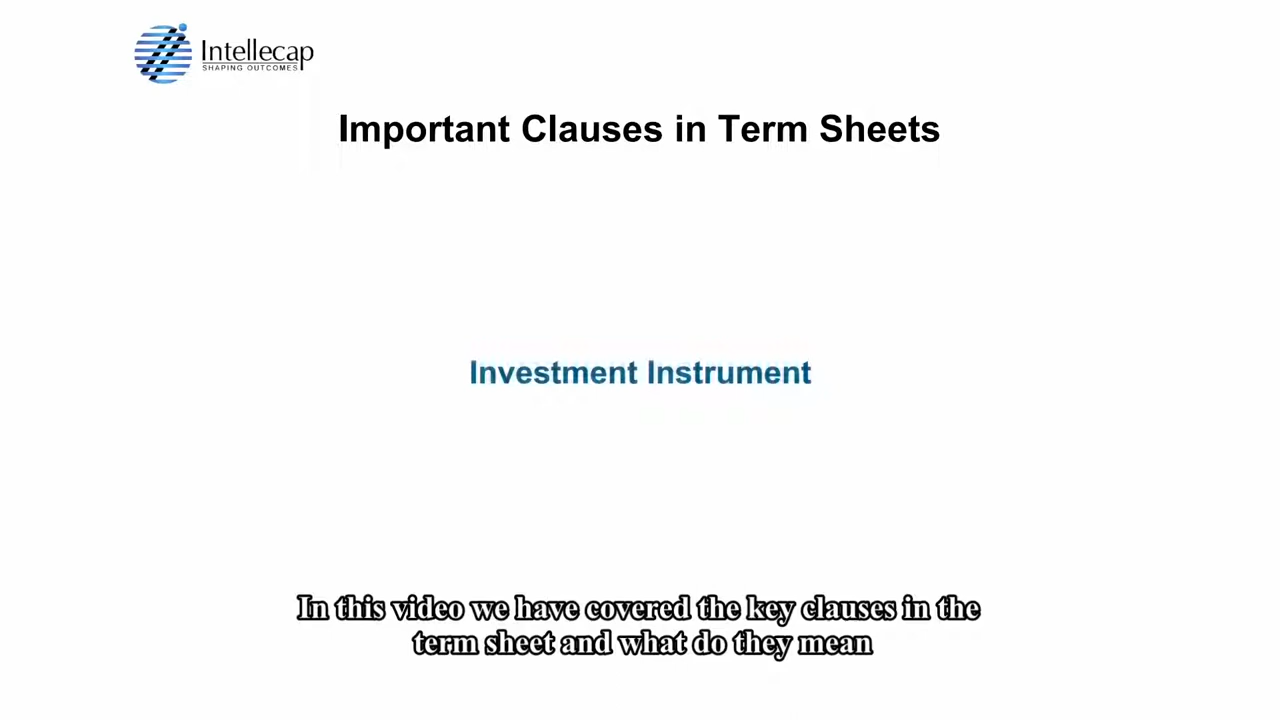 Intellecap
SHAPING OUTCOMES
Important Clauses in Term Sheets
Investment Instrument
In this video we have covered the key clauses in the
term sheet and what do they mean